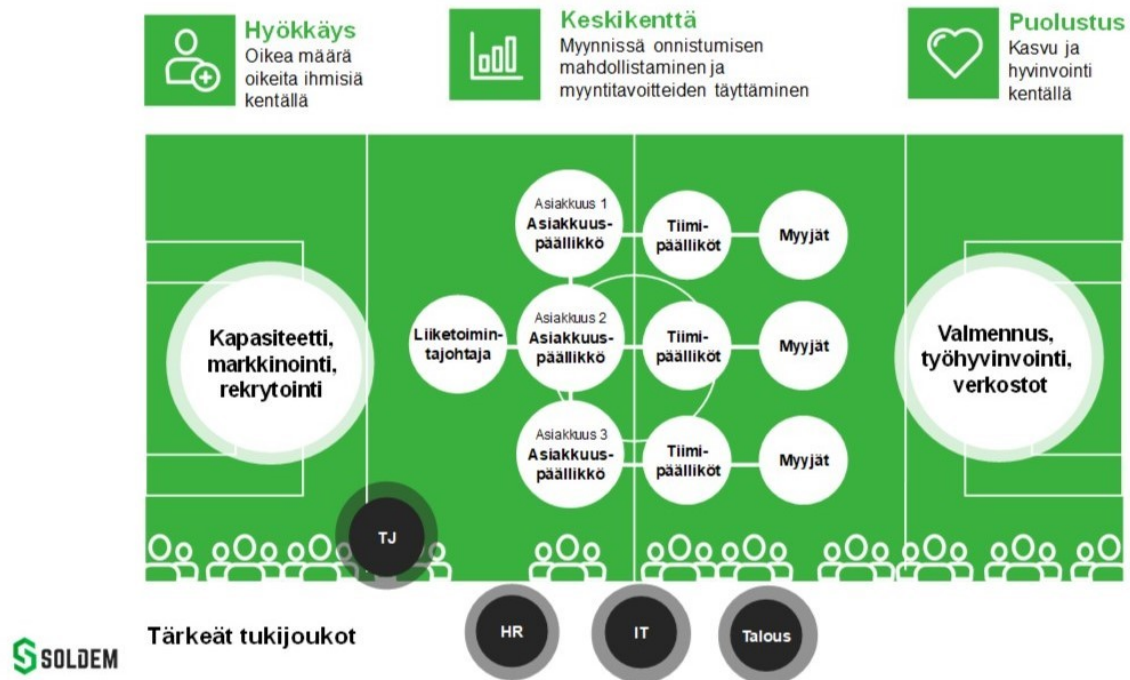 Hyökkäys
Oikea määrä
oikeita ihmisiä
kentällä
Keskikenttä
Myynnissä onnistumisen
mahdollistaminen ja
myyntitavoitteiden täyttäminen
Puolustus
Kasvu ja
hyvinvointi
kentällä
Kapasiteetti,
markkinointi,
rekrytointi
Liiketoimin-
tajohtaja
Asiakkuus 1
Asiakkuus-
päällikkö
Tiimi-
päälliköt
Myyjät
Asiakkuus 2
Asiakkuus-
päällikkö
Tiimi-
päälliköt
Myyjät
Asiakkuus 3
Asiakkuus-
päällikkö
Tiimi-
päälliköt
Myyjät
Valmennus,
työhyvinvointi,
verkostot
TJ
Tärkeät tukijoukot
HR
IT
Talous
SOLDEM